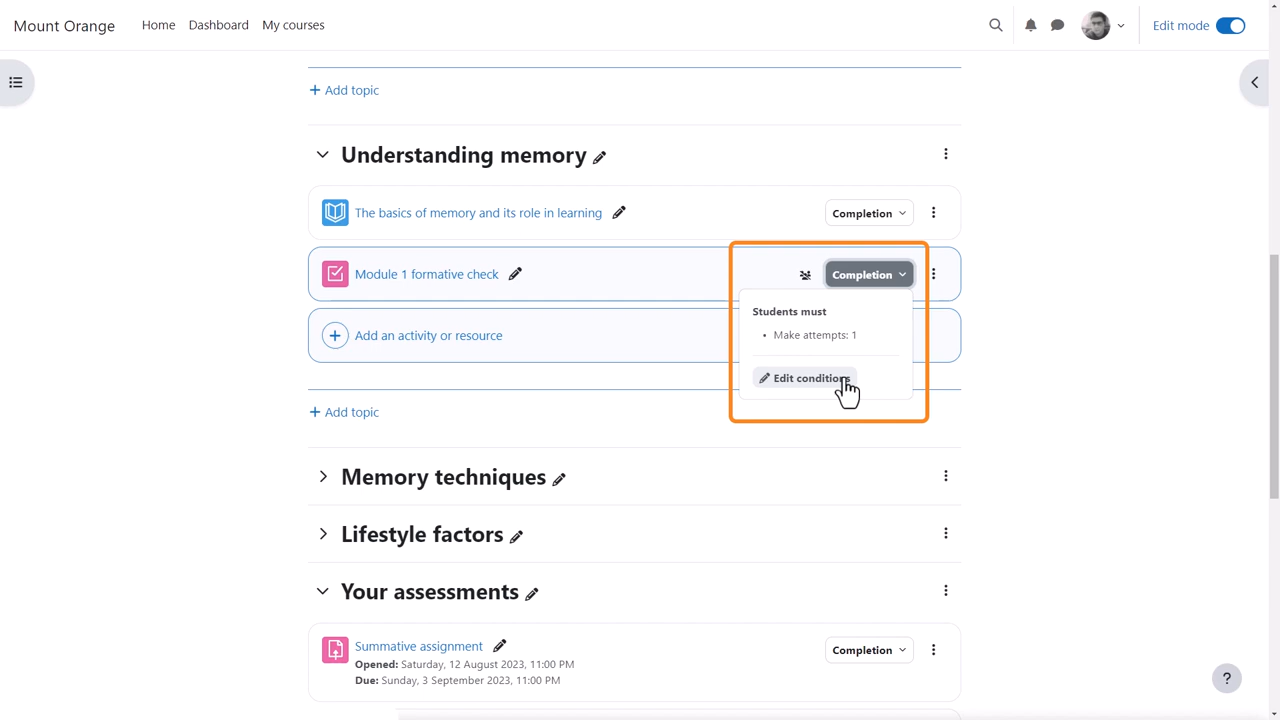 Mount Orange
Home Dashboard My courses
Edit mode
+ Add topic
Understanding memory
The basics of memory and its role in learning
Completion
Module 1 formative check
Completion
Students must
• Make attempts: 1
Edit conditions
Add an activity or resource
+ Add topic
Memory techniques
Lifestyle factors
Your assessments
Summative assignment
Completion
Opened: Saturday, 12 August 2023, 11:00 PM
Due: Sunday, 3 September 2023, 11:00 PM
?